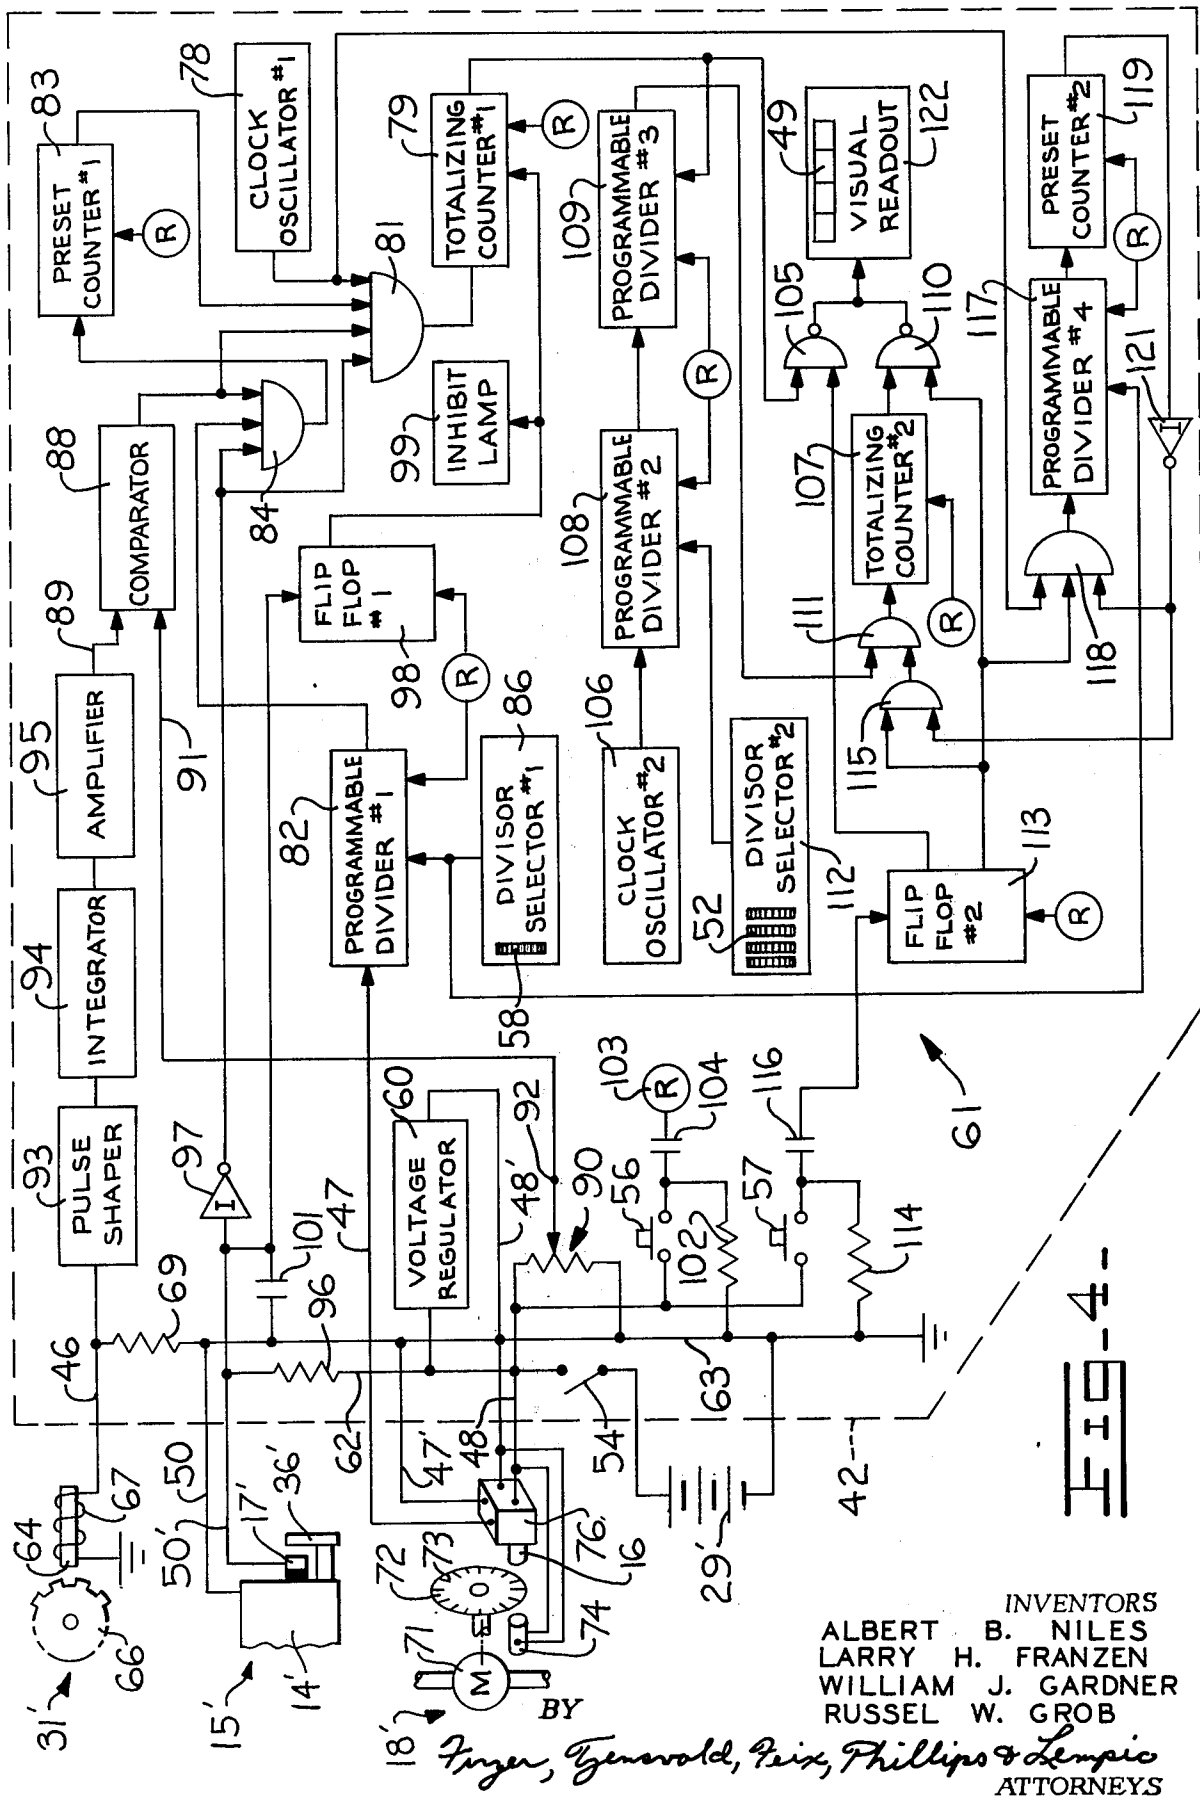 83
PRESET
COUNTER #1
R
78
CLOCK
OSCILLATOR #1
79
TOTALIZING
COUNTER #1
R
81
88
COMPARATOR
84
99
INHIBIT
LAMP
89
95
AMPLIFIER
91
FLIP
FLOP
#1
98
R
94
INTEGRATOR
82
PROGRAMMABLE
DIVIDER #1
86
DIVISOR
SELECTOR #1
58
93
PULSE
SHAPER
97
I
101
96
69
46
47
60
VOLTAGE
REGULATOR
48'
92
90
109
PROGRAMMABLE
DIVIDER #3
R
108
PROGRAMMABLE
DIVIDER #2
106
CLOCK
OSCILLATOR #2
52
DIVISOR
SELECTOR #2
112
49
VISUAL
READOUT
122
105
110
107
TOTALIZING
COUNTER #2
R
111
115
FLIP
FLOP
#2
113
R
PRESET
COUNTER #2
119
R
117
PROGRAMMABLE
DIVIDER #4
121
I
118
103
R
104
56
102
116
57
114
61
63
62
47'
48
54
42
29'
50
50'
64
67
66
31'
17'
36'
14'
15'
72
73
O
76
16
74
71
M
18'
FIG-4-
INVENTORS
ALBERT B. NILES
LARRY H. FRANZEN
WILLIAM J. GARDNER
RUSSEL W. GROB
BY
Phillips &
ATTORNEYS